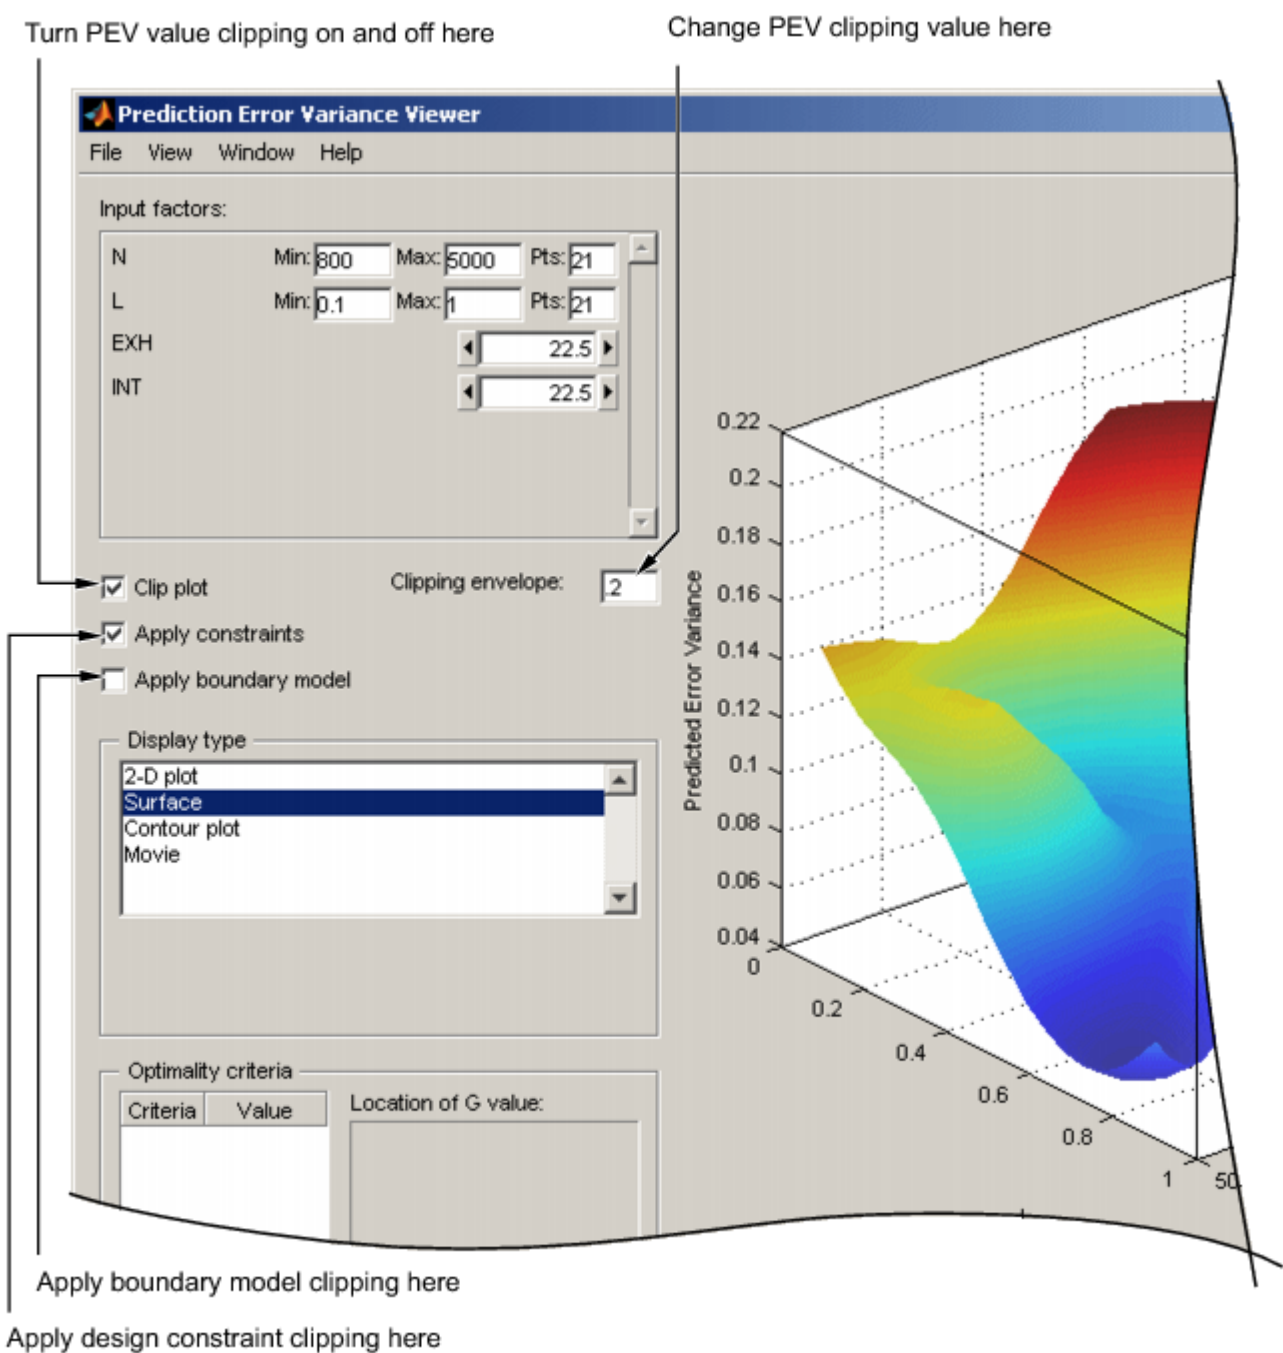 Turn PEV value clipping on and off here
Change PEV clipping value here
Prediction Error Variance Viewer
File View Window Help
Input factors:
N Min: 800 Max: 5000 Pts: 21
L Min: 0.1 Max: 1 Pts: 21
EXH 22.5
INT 22.5
Clip plot Clipping envelope: .2
Apply constraints
Apply boundary model
Display type
2-D plot
Surface
Contour plot
Movie
Optimality criteria
Criteria Value
Location of G value:
Predicted Error Variance
0.22
0.2
0.18
0.16
0.14
0.12
0.1
0.08
0.06
0.04
0
0.2
0.4
0.6
0.8
1
50
Apply boundary model clipping here
Apply design constraint clipping here